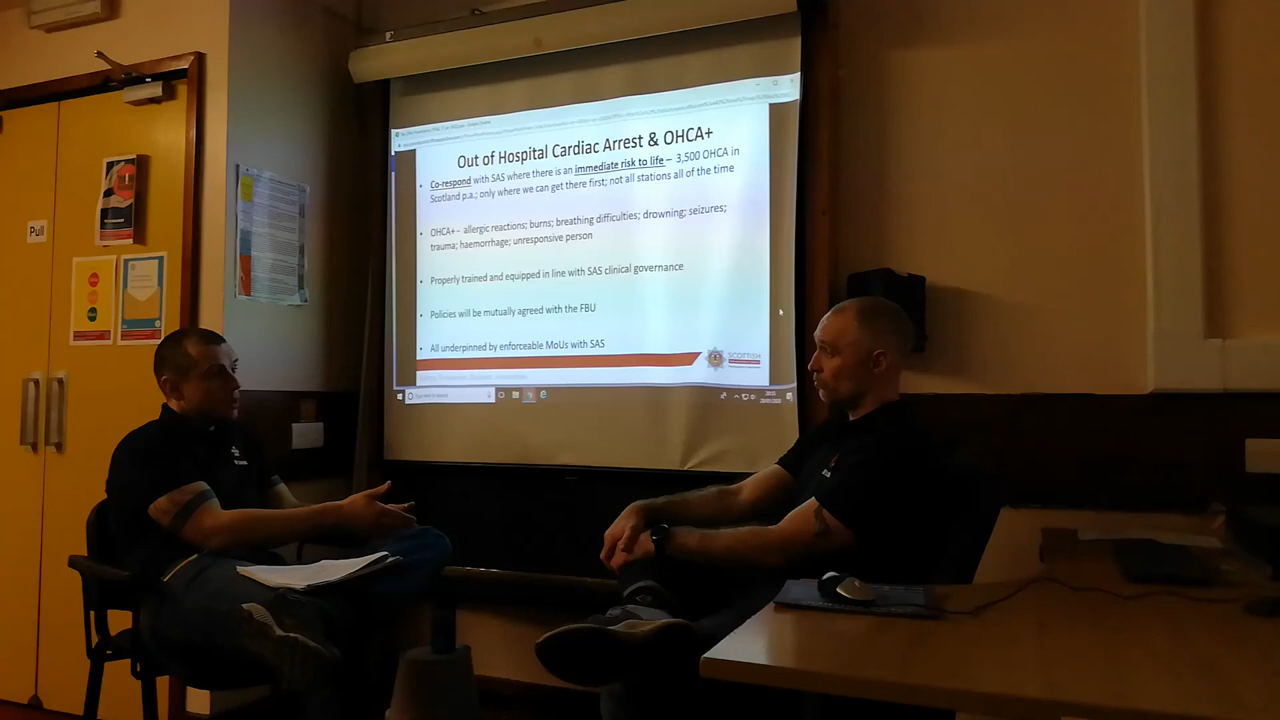 Out of Hospital Cardiac Arrest & OHCA+
• Co-respond with SAS where there is an immediate risk to life – 3,500 OHCA in
Scotland p.a.; only where we can get there first; not all stations all of the time
• OHCA+ – allergic reactions; burns; breathing difficulties; drowning; seizures;
trauma; haemorrhage; unresponsive person
• Properly trained and equipped in line with SAS clinical governance
• Policies will be mutually agreed with the FBU
• All underpinned by enforceable MoUs with SAS
Pull